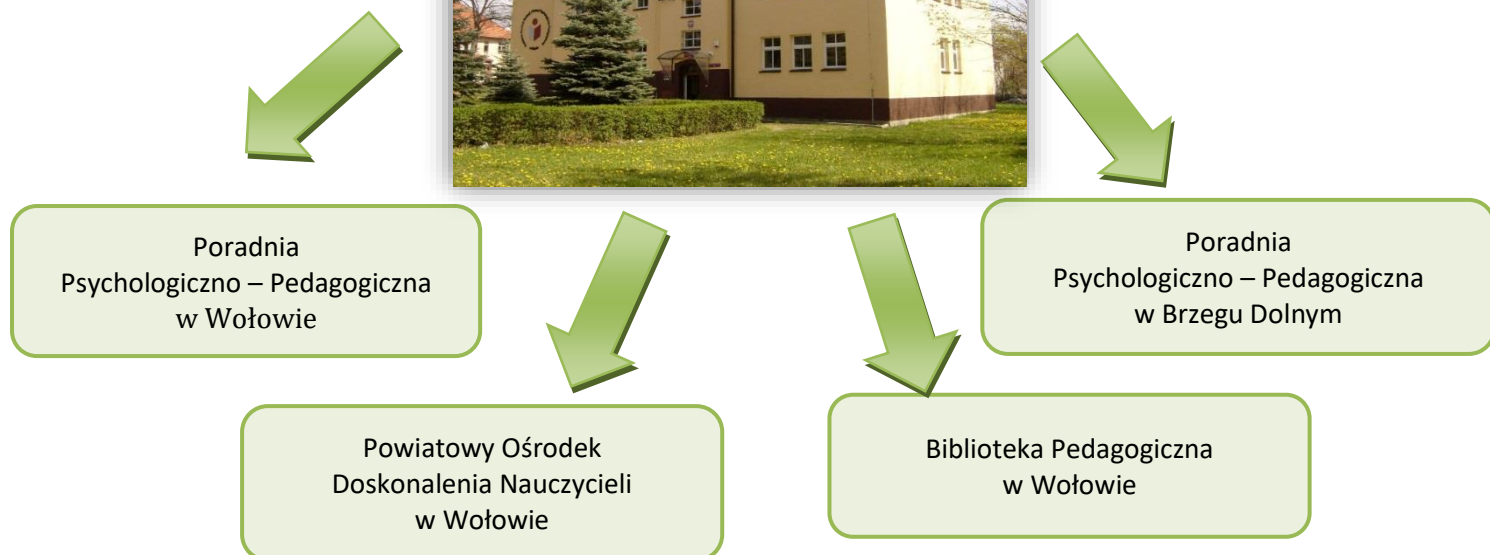 Poradnia
Psychologiczno – Pedagogiczna
w Wołowie
Poradnia
Psychologiczno – Pedagogiczna
w Brzegu Dolnym
Powiatowy Ośrodek
Doskonalenia Nauczycieli
w Wołowie
Biblioteka Pedagogiczna
w Wołowie